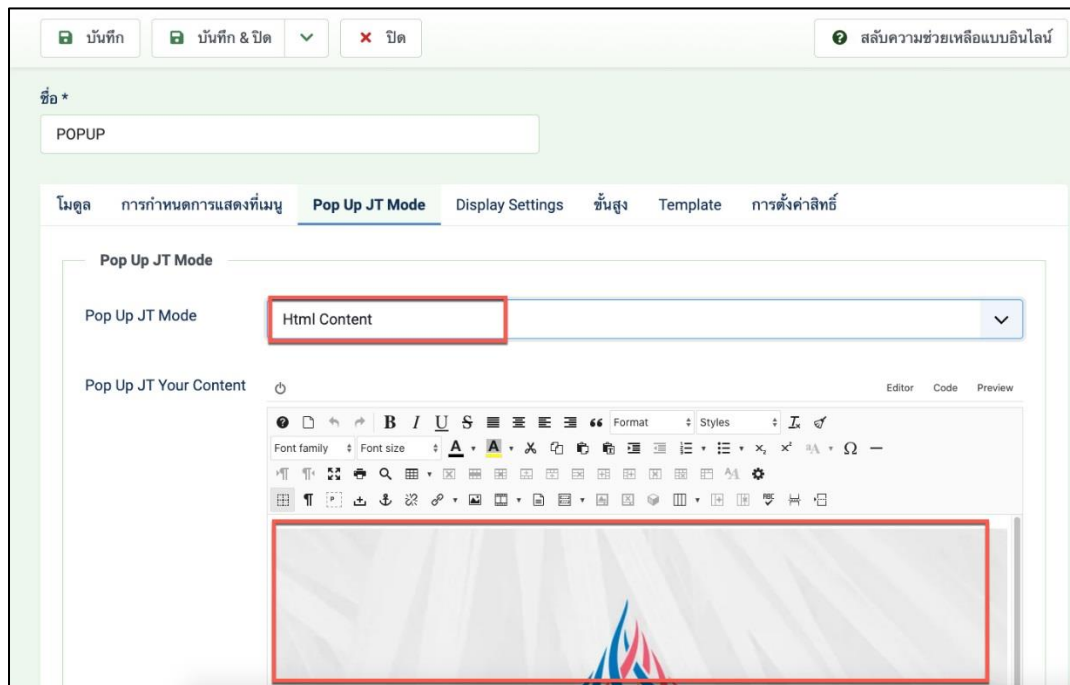 บันทึก บันทึก & ปิด ปิด สลับความช่วยเหลือแบบอินไลน์
ชื่อ *
POPUP
โมดูล การกำหนดการแสดงที่เมนู Pop Up JT Mode Display Settings ขั้นสูง Template การตั้งค่าสิทธิ์
Pop Up JT Mode
Pop Up JT Mode Html Content
Pop Up JT Your Content Editor Code Preview
B I U S Format Styles
Font family Font size A A